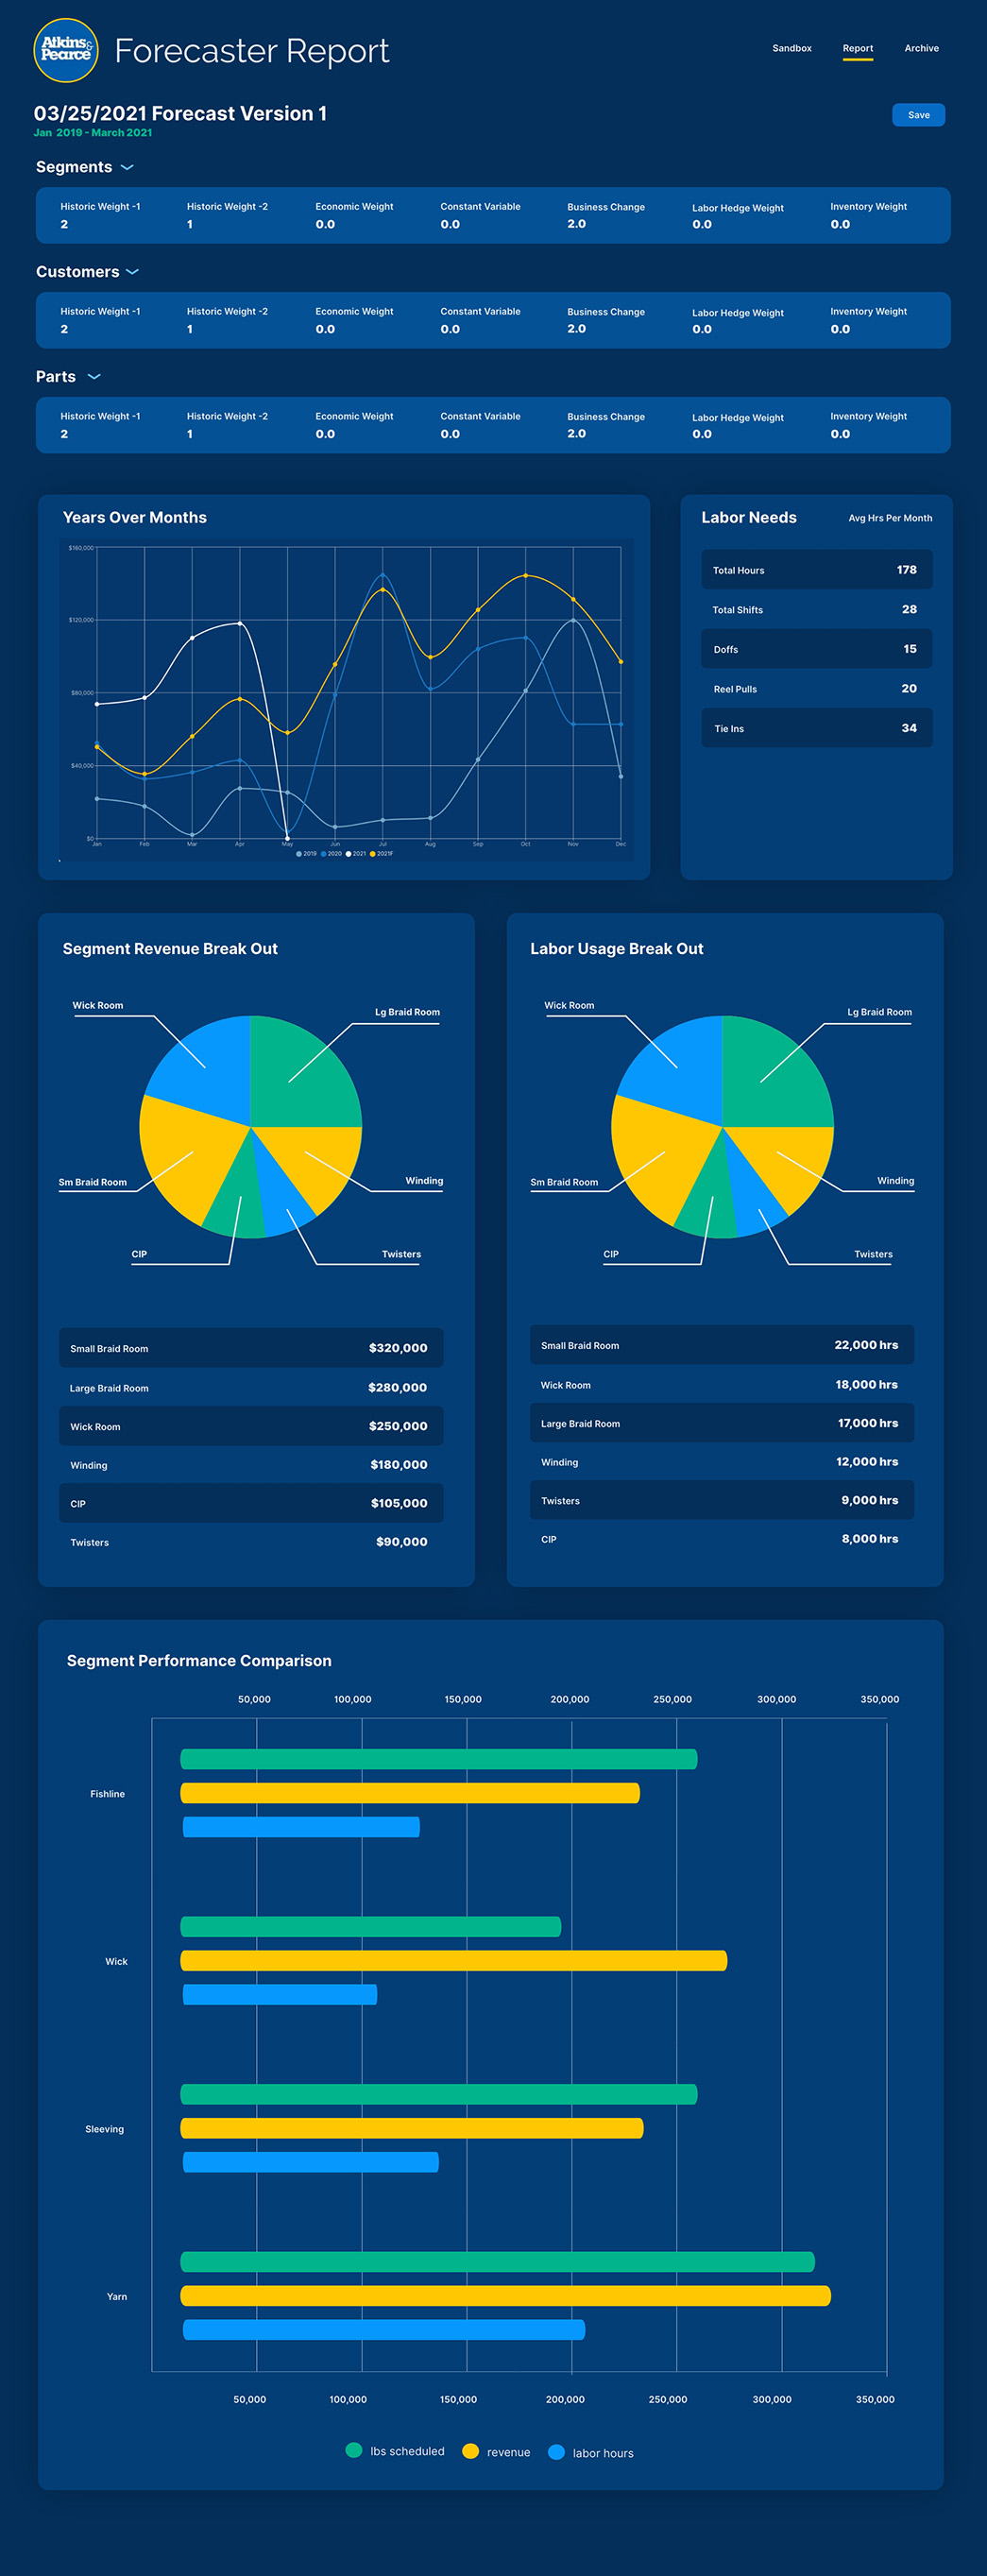 Atkins&
Pearce
Forecaster Report
Sandbox Report Archive
03/25/2021 Forecast Version 1
Save
Jan 2019 - March 2021
Segments
Historic Weight -1 Historic Weight -2 Economic Weight Constant Variable Business Change Labor Hedge Weight Inventory Weight
2 1 0.0 0.0 2.0 0.0 0.0
Customers
Historic Weight -1 Historic Weight -2 Economic Weight Constant Variable Business Change Labor Hedge Weight Inventory Weight
2 1 0.0 0.0 2.0 0.0 0.0
Parts
Historic Weight -1 Historic Weight -2 Economic Weight Constant Variable Business Change Labor Hedge Weight Inventory Weight
2 1 0.0 0.0 2.0 0.0 0.0
Years Over Months
$160,000
$120,000
$80,000
$40,000
$0
Jan Feb Mar Apr May Jun Jul Aug Sep Oct Nov Dec
2019 2020 2021 2021F
Labor Needs Avg Hrs Per Month
Total Hours 178
Total Shifts 28
Doffs 15
Reel Pulls 20
Tie Ins 34
Segment Revenue Break Out
Wick Room
Lg Braid Room
Sm Braid Room
Winding
CIP
Twisters
Small Braid Room $320,000
Large Braid Room $280,000
Wick Room $250,000
Winding $180,000
CIP $105,000
Twisters $90,000
Labor Usage Break Out
Wick Room
Lg Braid Room
Sm Braid Room
Winding
CIP
Twisters
Small Braid Room 22,000 hrs
Wick Room 18,000 hrs
Large Braid Room 17,000 hrs
Winding 12,000 hrs
Twisters 9,000 hrs
CIP 8,000 hrs
Segment Performance Comparison
50,000 100,000 150,000 200,000 250,000 300,000 350,000
Fishline
Wick
Sleeving
Yarn
50,000 100,000 150,000 200,000 250,000 300,000 350,000
lbs scheduled revenue labor hours